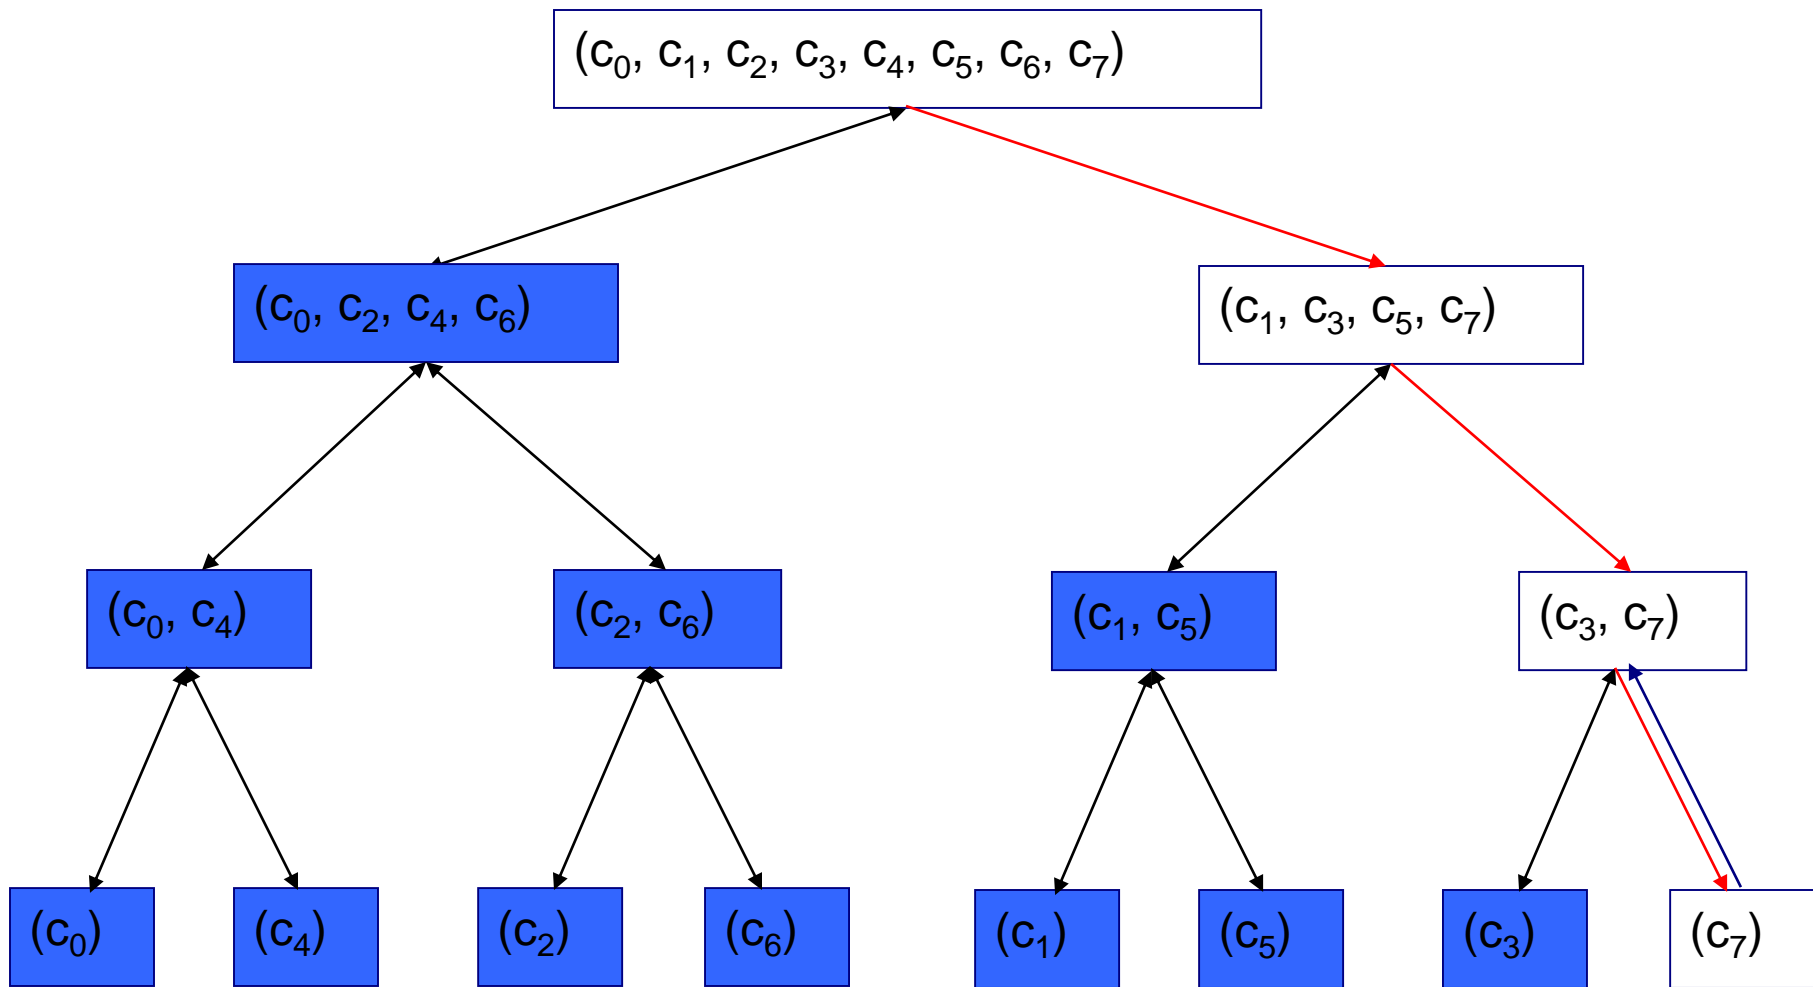 (c₀, c₁, c₂, c₃, c₄, c₅, c₆, c₇)
(c₀, c₂, c₄, c₆)
(c₁, c₃, c₅, c₇)
(c₀, c₄)
(c₂, c₆)
(c₁, c₅)
(c₃, c₇)
(c₀)
(c₄)
(c₂)
(c₆)
(c₁)
(c₅)
(c₃)
(c₇)